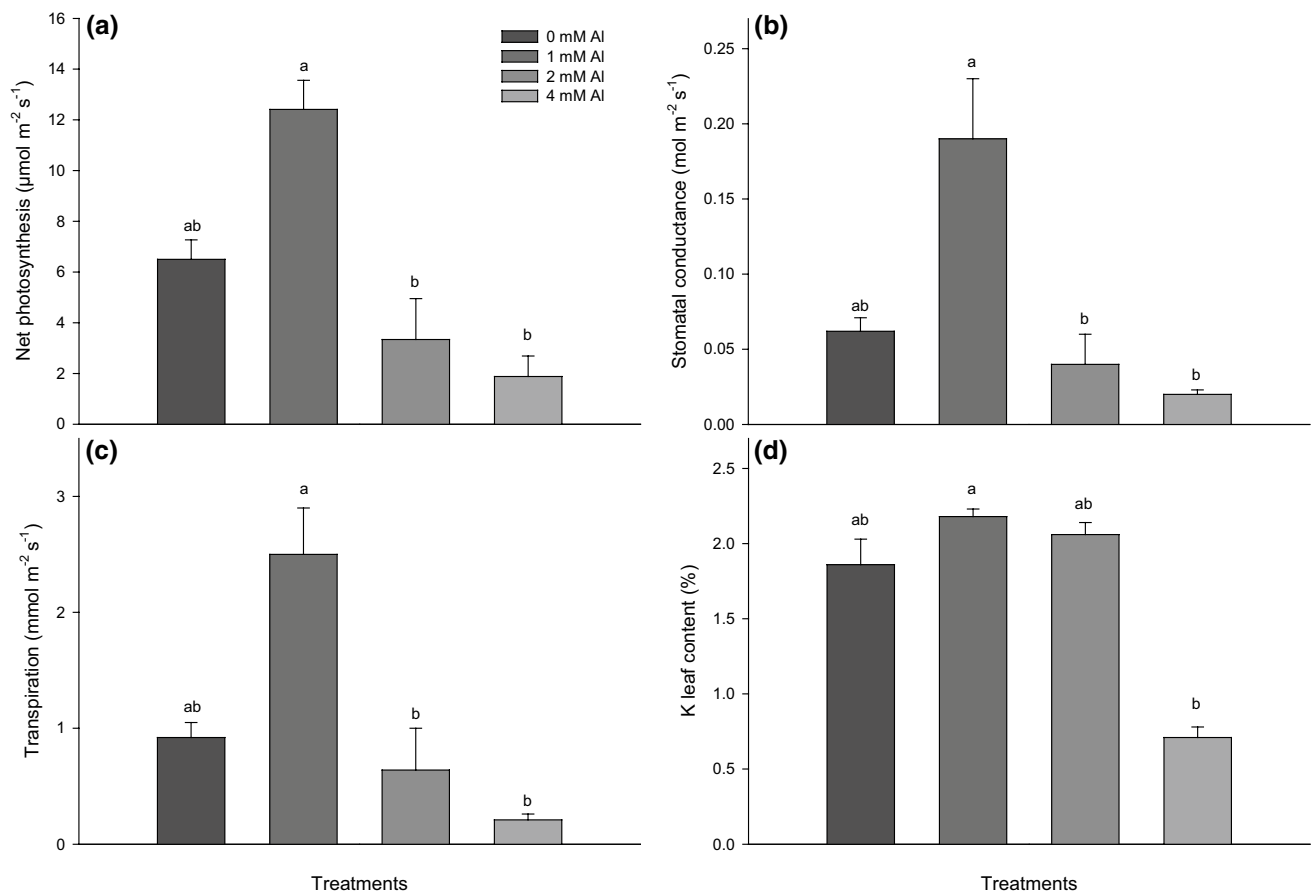 (a)
Net photosynthesis (µmol m⁻² s⁻¹)
16
14
12
10
8
6
4
2
0
0 mM Al
1 mM Al
2 mM Al
4 mM Al
ab
a
b
b
(b)
Stomatal conductance (mol m⁻² s⁻¹)
0.25
0.20
0.15
0.10
0.05
0.00
ab
a
b
b
(c)
Transpiration (mmol m⁻² s⁻¹)
3
2
1
0
ab
a
b
b
Treatments
(d)
K leaf content (%)
2.5
2.0
1.5
1.0
0.5
0.0
ab
a
ab
b
Treatments